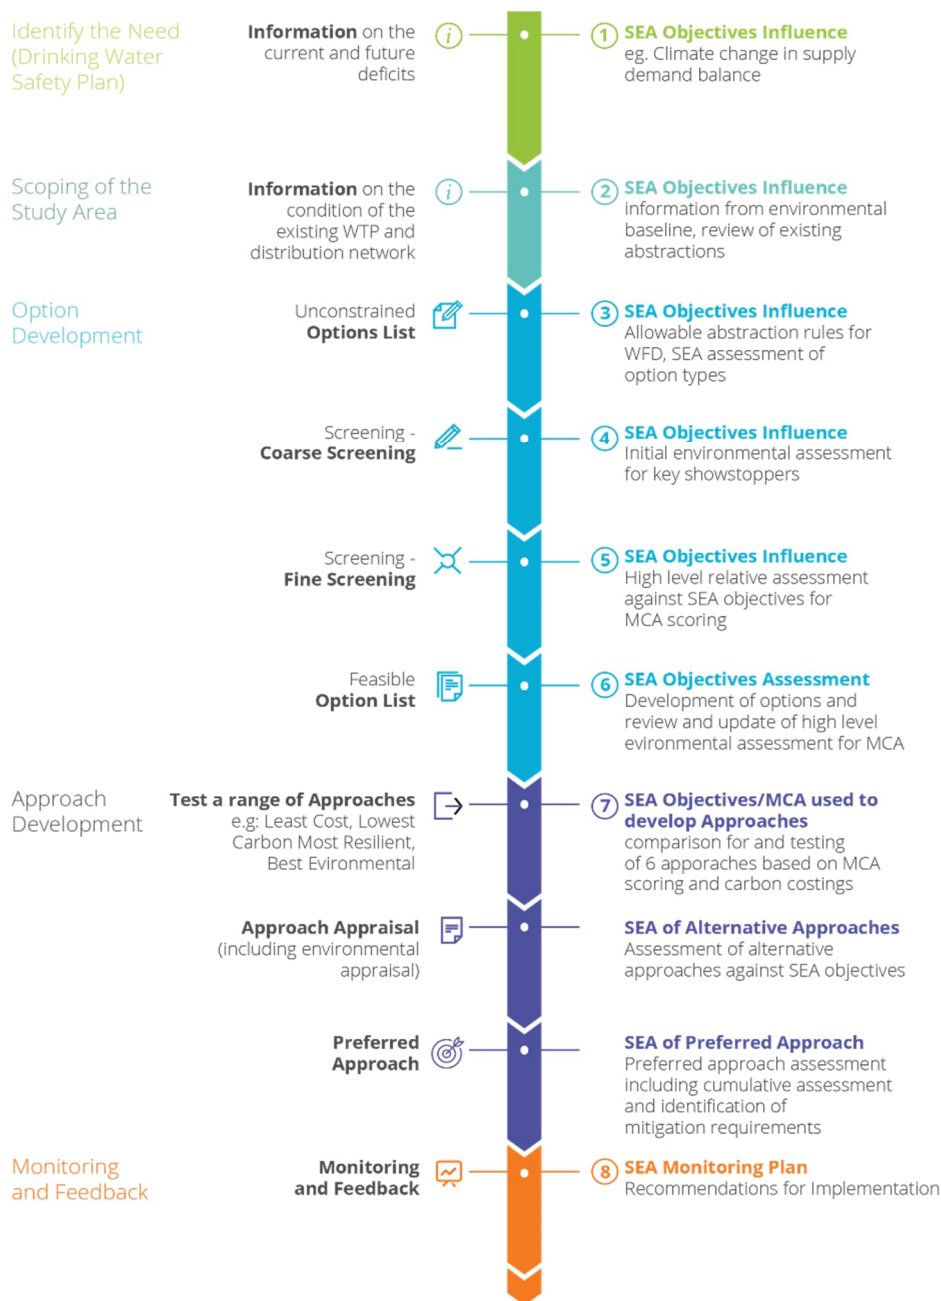 Identify the Need
(Drinking Water
Safety Plan)
Information on the
current and future
deficits
i
1
SEA Objectives Influence
eg. Climate change in supply
demand balance
Scoping of the
Study Area
Information on the
condition of the
existing WTP and
distribution network
i
2
SEA Objectives Influence
information from environmental
baseline, review of existing
abstractions
Option
Development
Unconstrained
Options List
3
SEA Objectives Influence
Allowable abstraction rules for
WFD, SEA assessment of
option types
Screening -
Coarse Screening
4
SEA Objectives Influence
Initial environmental assessment
for key showstoppers
Screening -
Fine Screening
5
SEA Objectives Influence
High level relative assessment
against SEA objectives for
MCA scoring
Feasible
Option List
6
SEA Objectives Assessment
Development of options and
review and update of high level
evironmental assessment for MCA
Approach
Development
Test a range of Approaches
e.g: Least Cost, Lowest
Carbon Most Resilient,
Best Evironmental
7
SEA Objectives/MCA used to
develop Approaches
comparison for and testing
of 6 apporaches based on MCA
scoring and carbon costings
Approach Appraisal
(including environmental
appraisal)
SEA of Alternative Approaches
Assessment of alternative
approaches against SEA objectives
Preferred
Approach
SEA of Preferred Approach
Preferred approach assessment
including cumulative assessment
and identification of
mitigation requirements
Monitoring
and Feedback
Monitoring
and Feedback
8
SEA Monitoring Plan
Recommendations for Implementation